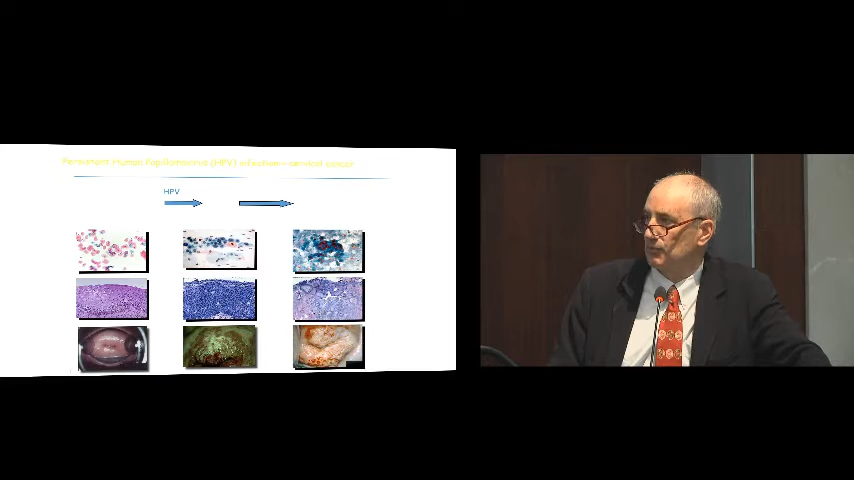 Persistent Human Papillomavirus (HPV) infection→cervical cancer
HPV